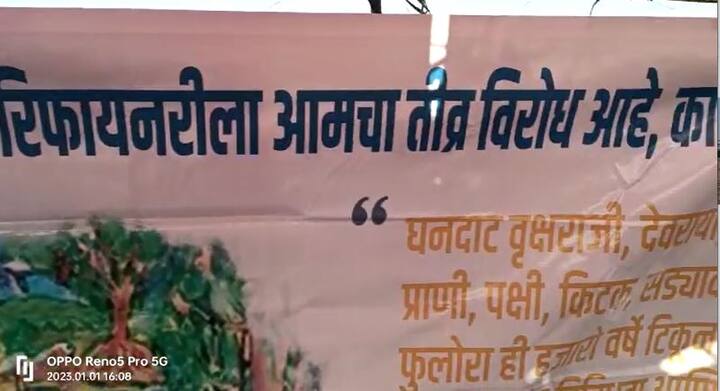 रिफायनरीला आमचा तीव्र विरोध आहे, का
“
घनदाट वृक्षराजी, देवराया
प्राणी, पक्षी, किटक, सड्याव
फुलोरा ही हजारो वर्षे टिकून
OPPO Reno5 Pro 5G
2023.01.01 16:08